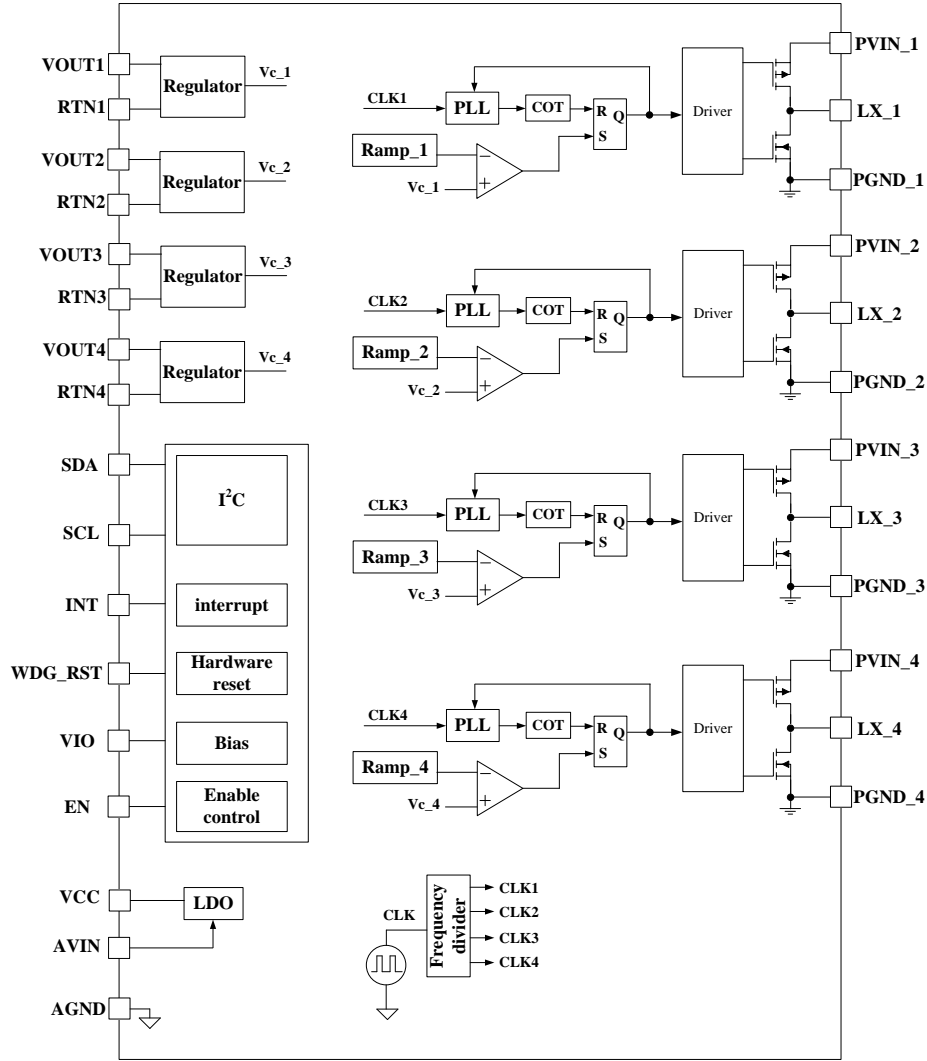 VOUT1
RTN1
Regulator
Vc_1
VOUT2
RTN2
Regulator
Vc_2
VOUT3
RTN3
Regulator
Vc_3
VOUT4
RTN4
Regulator
Vc_4
SDA
SCL
INT
WDG_RST
VIO
EN
I²C
interrupt
Hardware
reset
Bias
Enable
control
VCC
AVIN
AGND
LDO
CLK1
PLL
COT
R
Q
S
Ramp_1
−
+
Vc_1
Driver
PVIN_1
LX_1
PGND_1
CLK2
PLL
COT
R
Q
S
Ramp_2
−
+
Vc_2
Driver
PVIN_2
LX_2
PGND_2
CLK3
PLL
COT
R
Q
S
Ramp_3
−
+
Vc_3
Driver
PVIN_3
LX_3
PGND_3
CLK4
PLL
COT
R
Q
S
Ramp_4
−
+
Vc_4
Driver
PVIN_4
LX_4
PGND_4
CLK
Frequency
divider
CLK1
CLK2
CLK3
CLK4